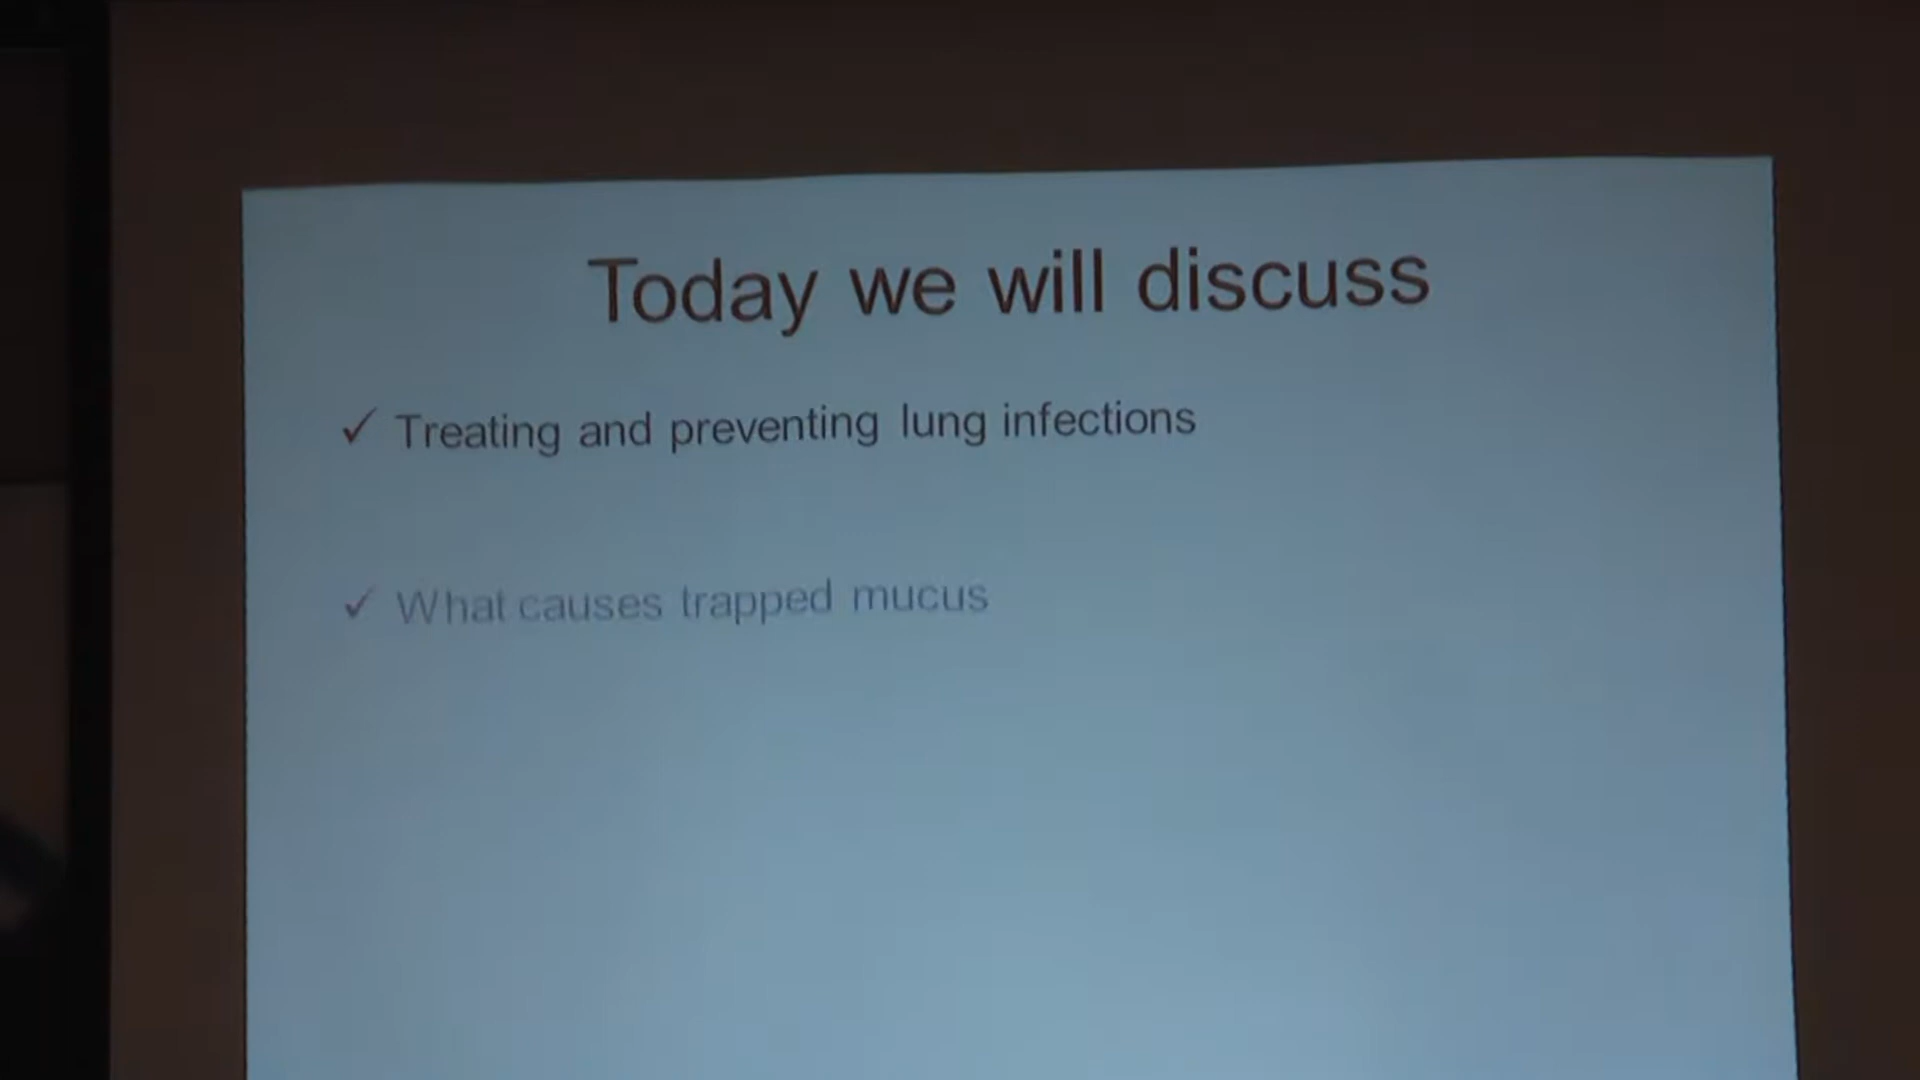 Today we will discuss
✓ Treating and preventing lung infections
✓ What causes trapped mucus